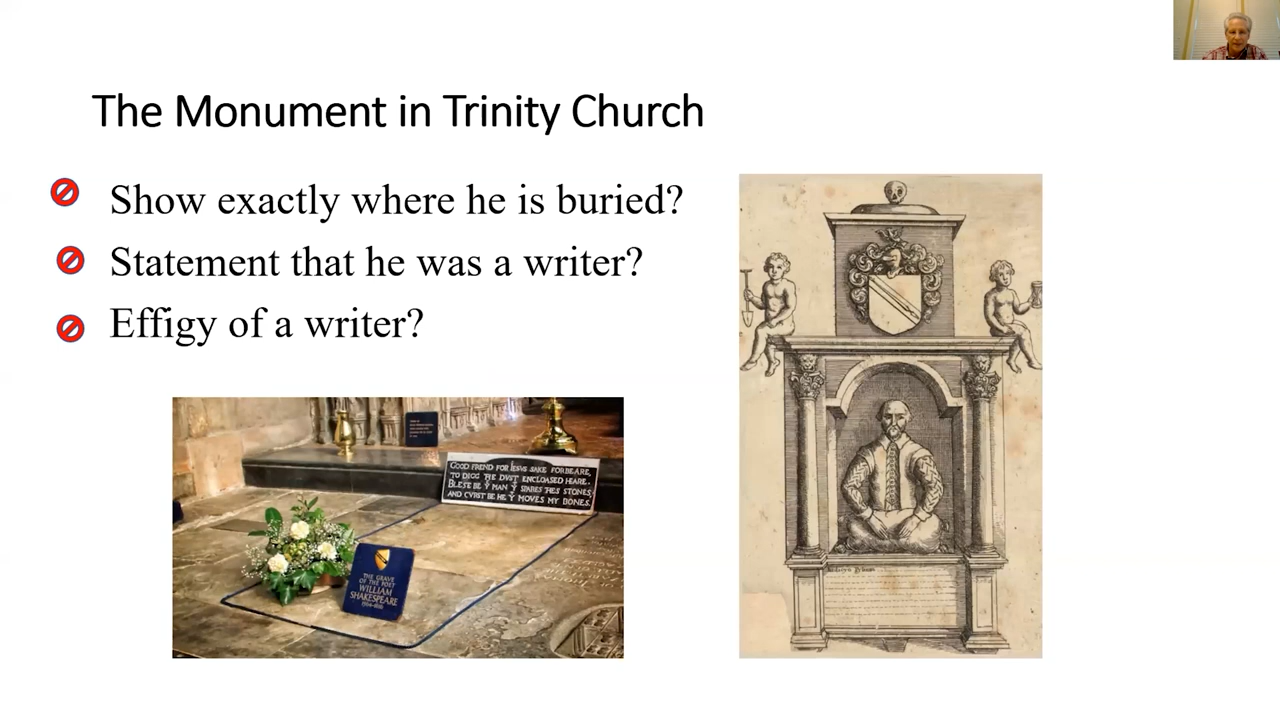 The Monument in Trinity Church
Show exactly where he is buried?
Statement that he was a writer?
Effigy of a writer?
GOOD FREND FOR IESVS SAKE FORBEARE,
TO DIGG THE DVST ENCLOASED HEARE.
BLESE BE Yͤ MAN Yͭ SPARES THES STONES,
AND CVRST BE HE Yͭ MOVES MY BONES.
THE GRAVE
OF THE POET
WILLIAM
SHAKESPEARE
1564-1616